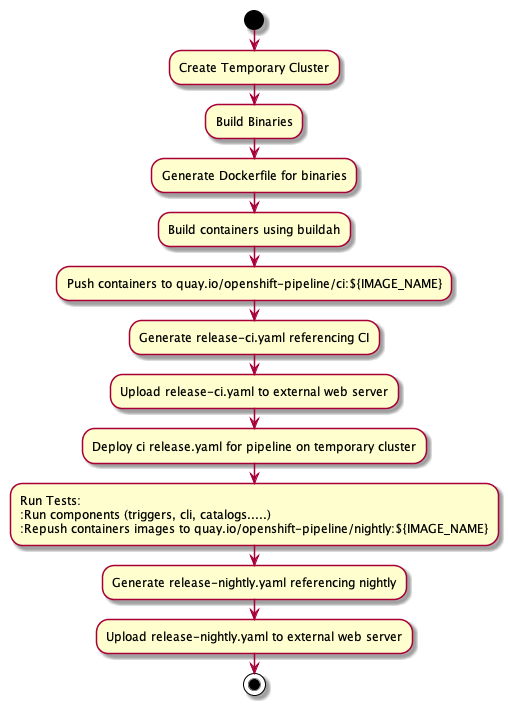 Create Temporary Cluster
Build Binaries
Generate Dockerfile for binaries
Build containers using buildah
Push containers to quay.io/openshift-pipeline/ci:${IMAGE_NAME}
Generate release-ci.yaml referencing CI
Upload release-ci.yaml to external web server
Deploy ci release.yaml for pipeline on temporary cluster
Run Tests:
:Run components (triggers, cli, catalogs.....)
:Repush containers images to quay.io/openshift-pipeline/nightly:${IMAGE_NAME}
Generate release-nightly.yaml referencing nightly
Upload release-nightly.yaml to external web server